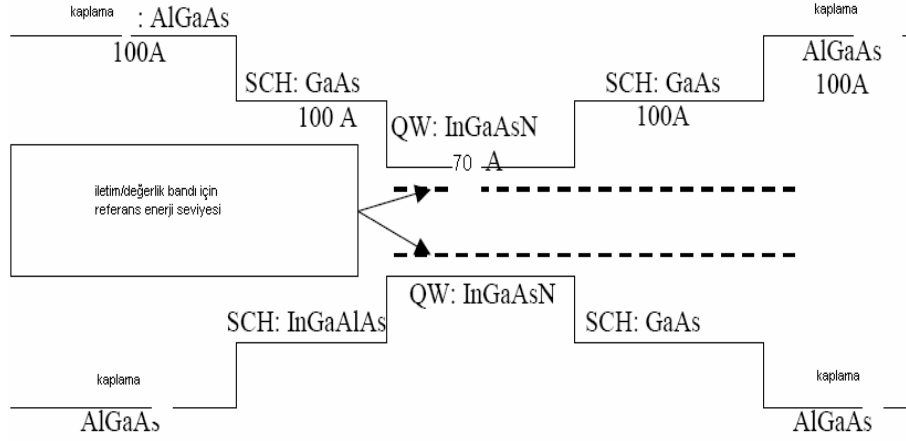 kaplama
: AlGaAs
100A
kaplama
AlGaAs
100A
SCH: GaAs
100 A
SCH: GaAs
100A
QW: InGaAsN
70 A
iletim/değerlik bandı için
referans enerji seviyesi
QW: InGaAsN
SCH: InGaAlAs
SCH: GaAs
kaplama
AlGaAs
kaplama
AlGaAs